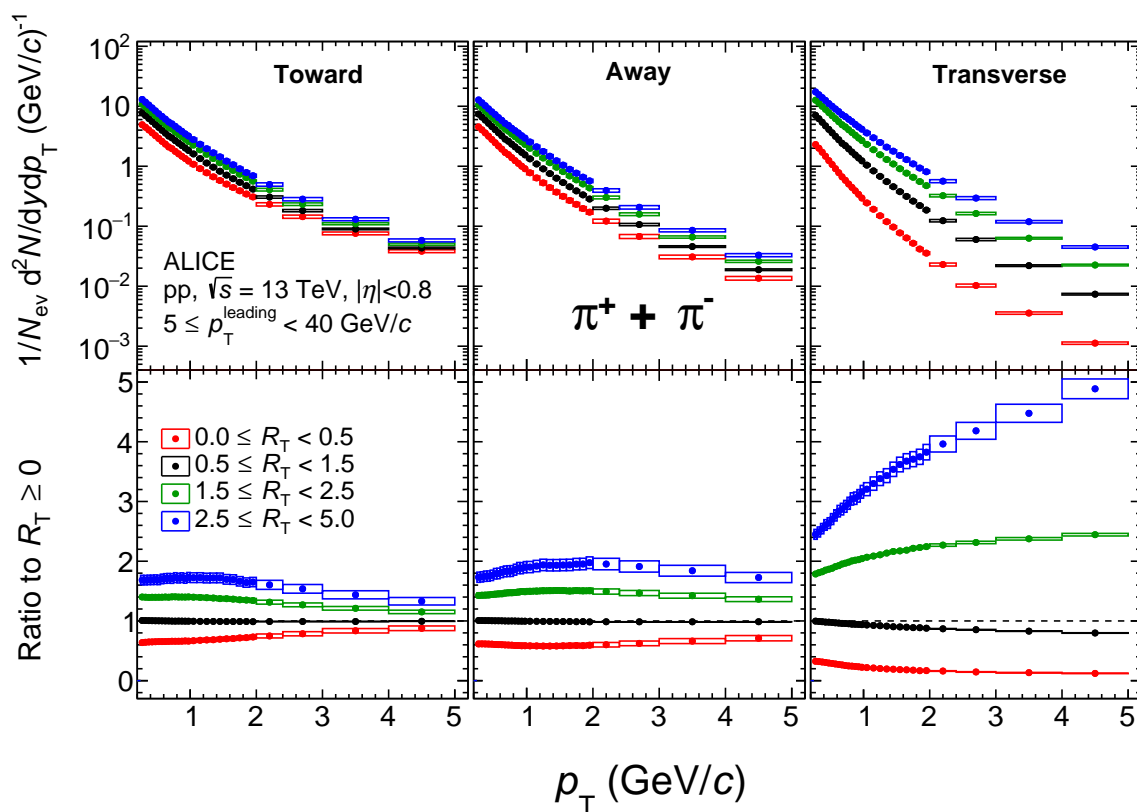 1/N_ev d²N/dydp_T (GeV/c)⁻¹
10²
10
1
10⁻¹
10⁻²
10⁻³
Toward
Away
Transverse
ALICE
pp, √s = 13 TeV, |η|<0.8
5 ≤ p_T^leading < 40 GeV/c
π⁺ + π⁻
Ratio to R_T ≥ 0
5
4
3
2
1
0
0.0 ≤ R_T < 0.5
0.5 ≤ R_T < 1.5
1.5 ≤ R_T < 2.5
2.5 ≤ R_T < 5.0
1 2 3 4 5 1 2 3 4 5 1 2 3 4 5
p_T (GeV/c)